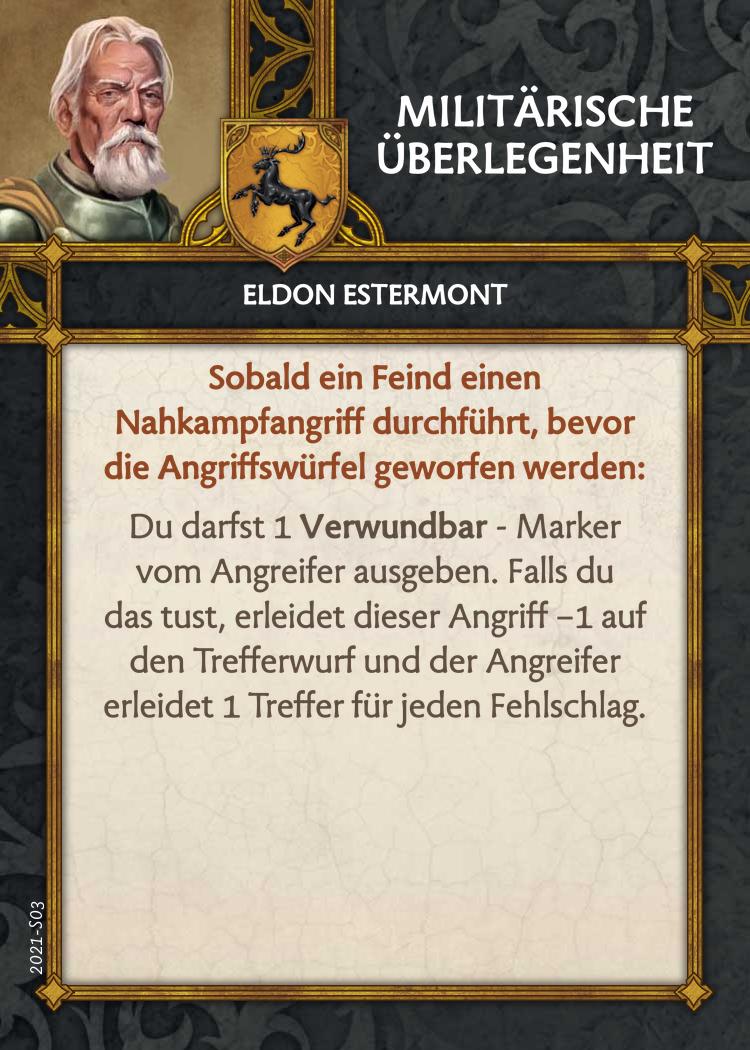 MILITÄRISCHE
ÜBERLEGENHEIT
ELDON ESTERMONT
Sobald ein Feind einen
Nahkampfangriff durchführt, bevor
die Angriffswürfel geworfen werden:
Du darfst 1 Verwundbar - Marker
vom Angreifer ausgeben. Falls du
das tust, erleidet dieser Angriff –1 auf
den Trefferwurf und der Angreifer
erleidet 1 Treffer für jeden Fehlschlag.
2021-S03